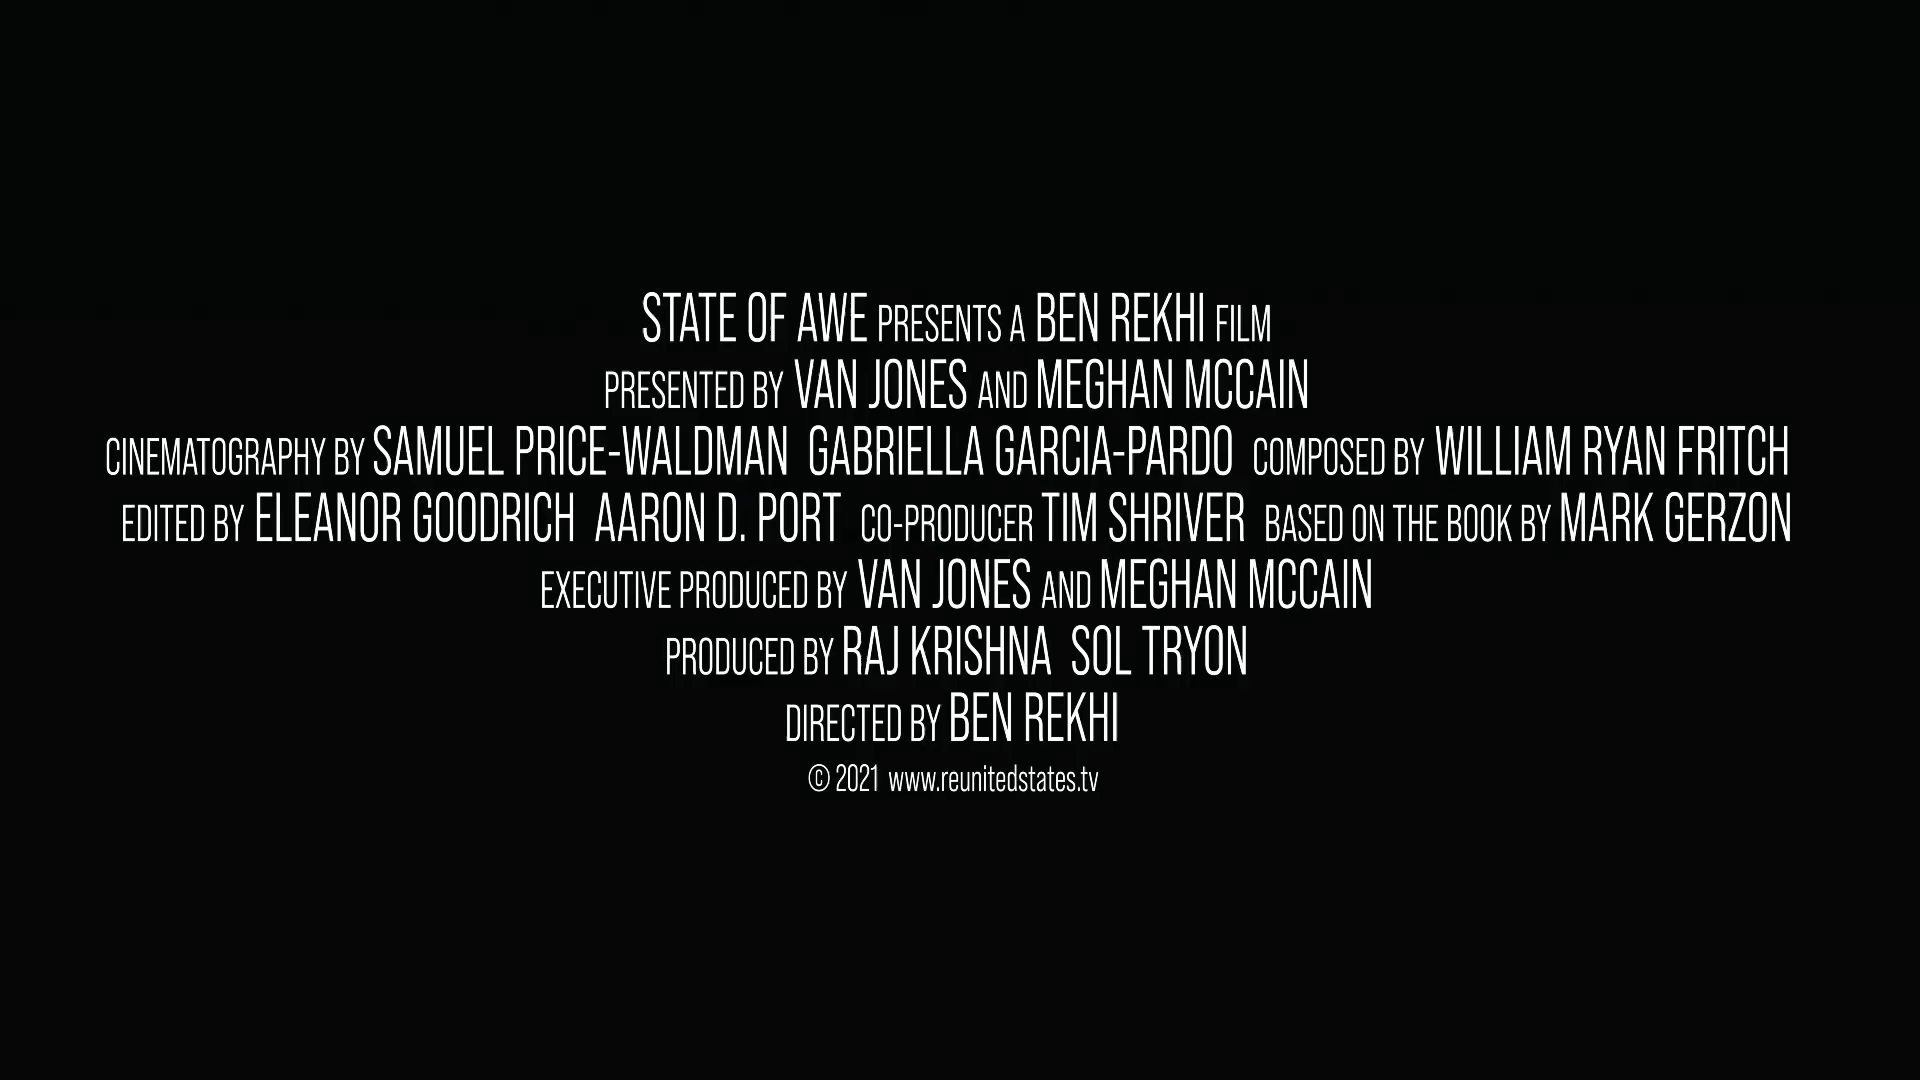 STATE OF AWE PRESENTS A BEN REKHI FILM
PRESENTED BY VAN JONES AND MEGHAN MCCAIN
CINEMATOGRAPHY BY SAMUEL PRICE-WALDMAN GABRIELLA GARCIA-PARDO COMPOSED BY WILLIAM RYAN FRITCH
EDITED BY ELEANOR GOODRICH AARON D. PORT CO-PRODUCER TIM SHRIVER BASED ON THE BOOK BY MARK GERZON
EXECUTIVE PRODUCED BY VAN JONES AND MEGHAN MCCAIN
PRODUCED BY RAJ KRISHNA SOL TRYON
DIRECTED BY BEN REKHI
© 2021 www.reunitedstates.tv